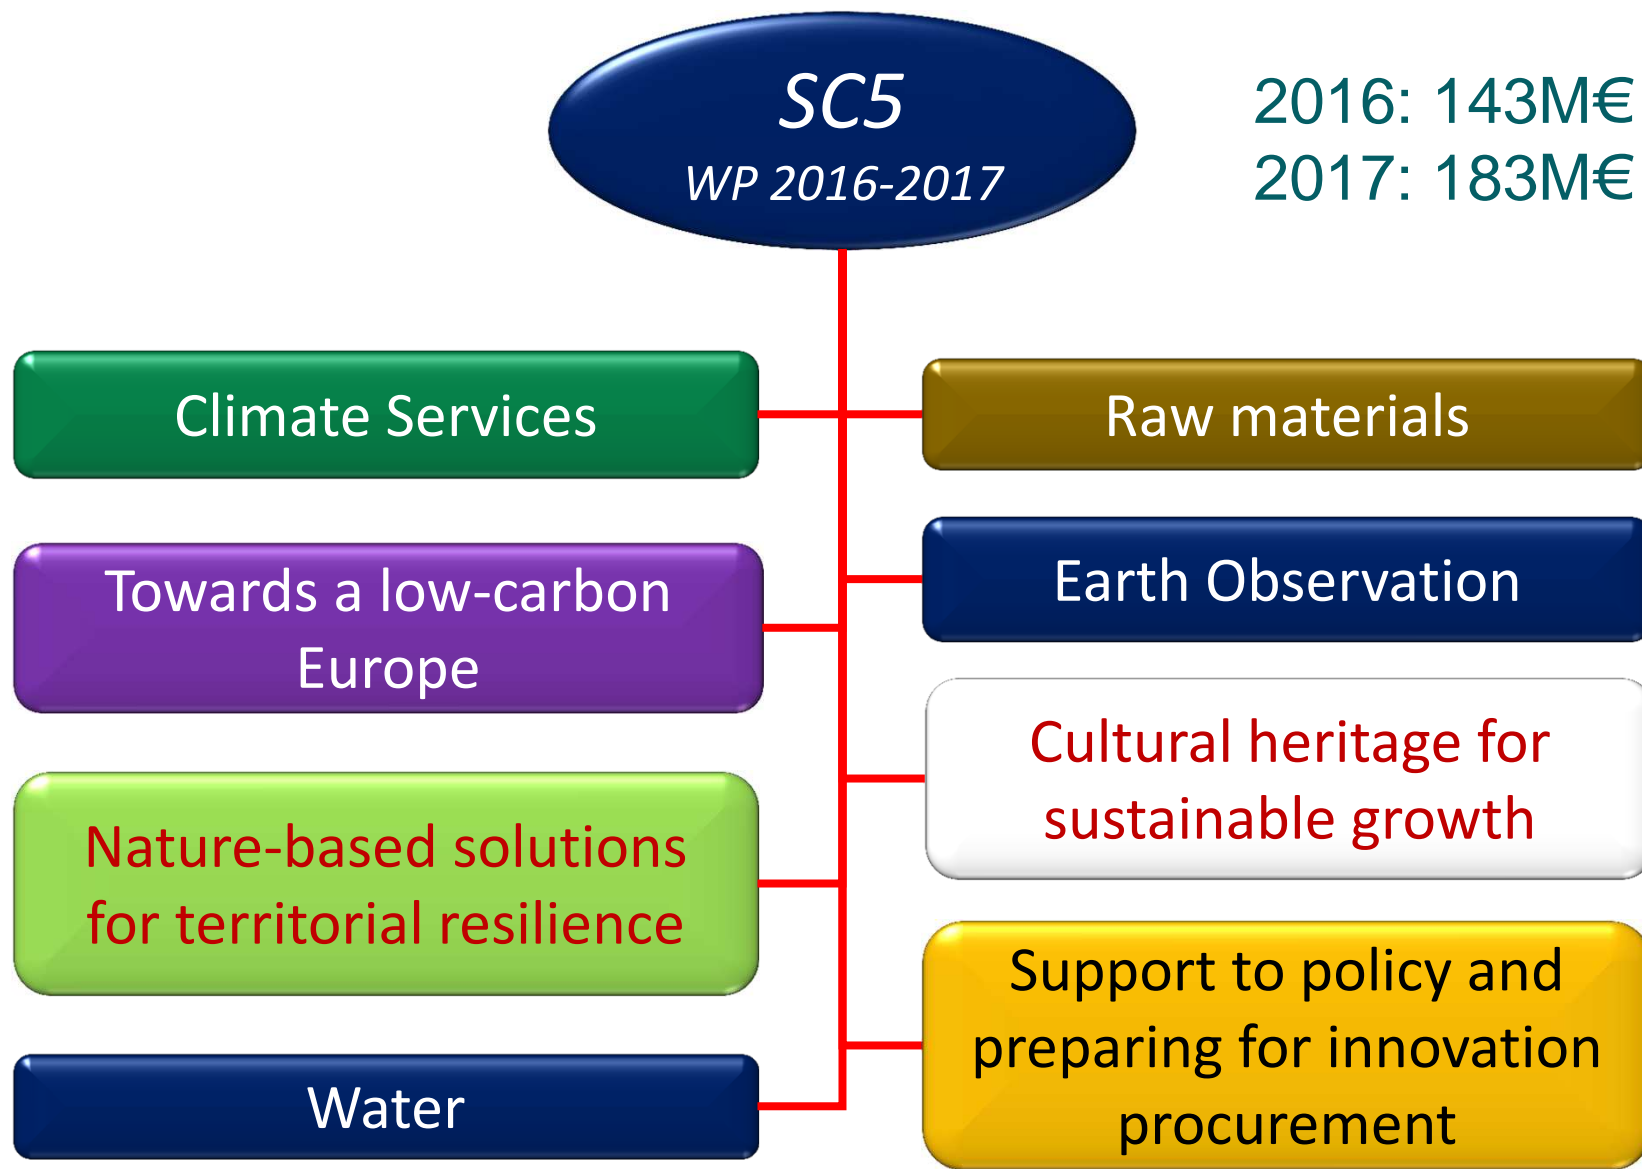 SC5
WP 2016-2017
2016: 143M€
2017: 183M€
Climate Services
Raw materials
Towards a low-carbon
Europe
Earth Observation
Nature-based solutions
for territorial resilience
Cultural heritage for
sustainable growth
Water
Support to policy and
preparing for innovation
procurement